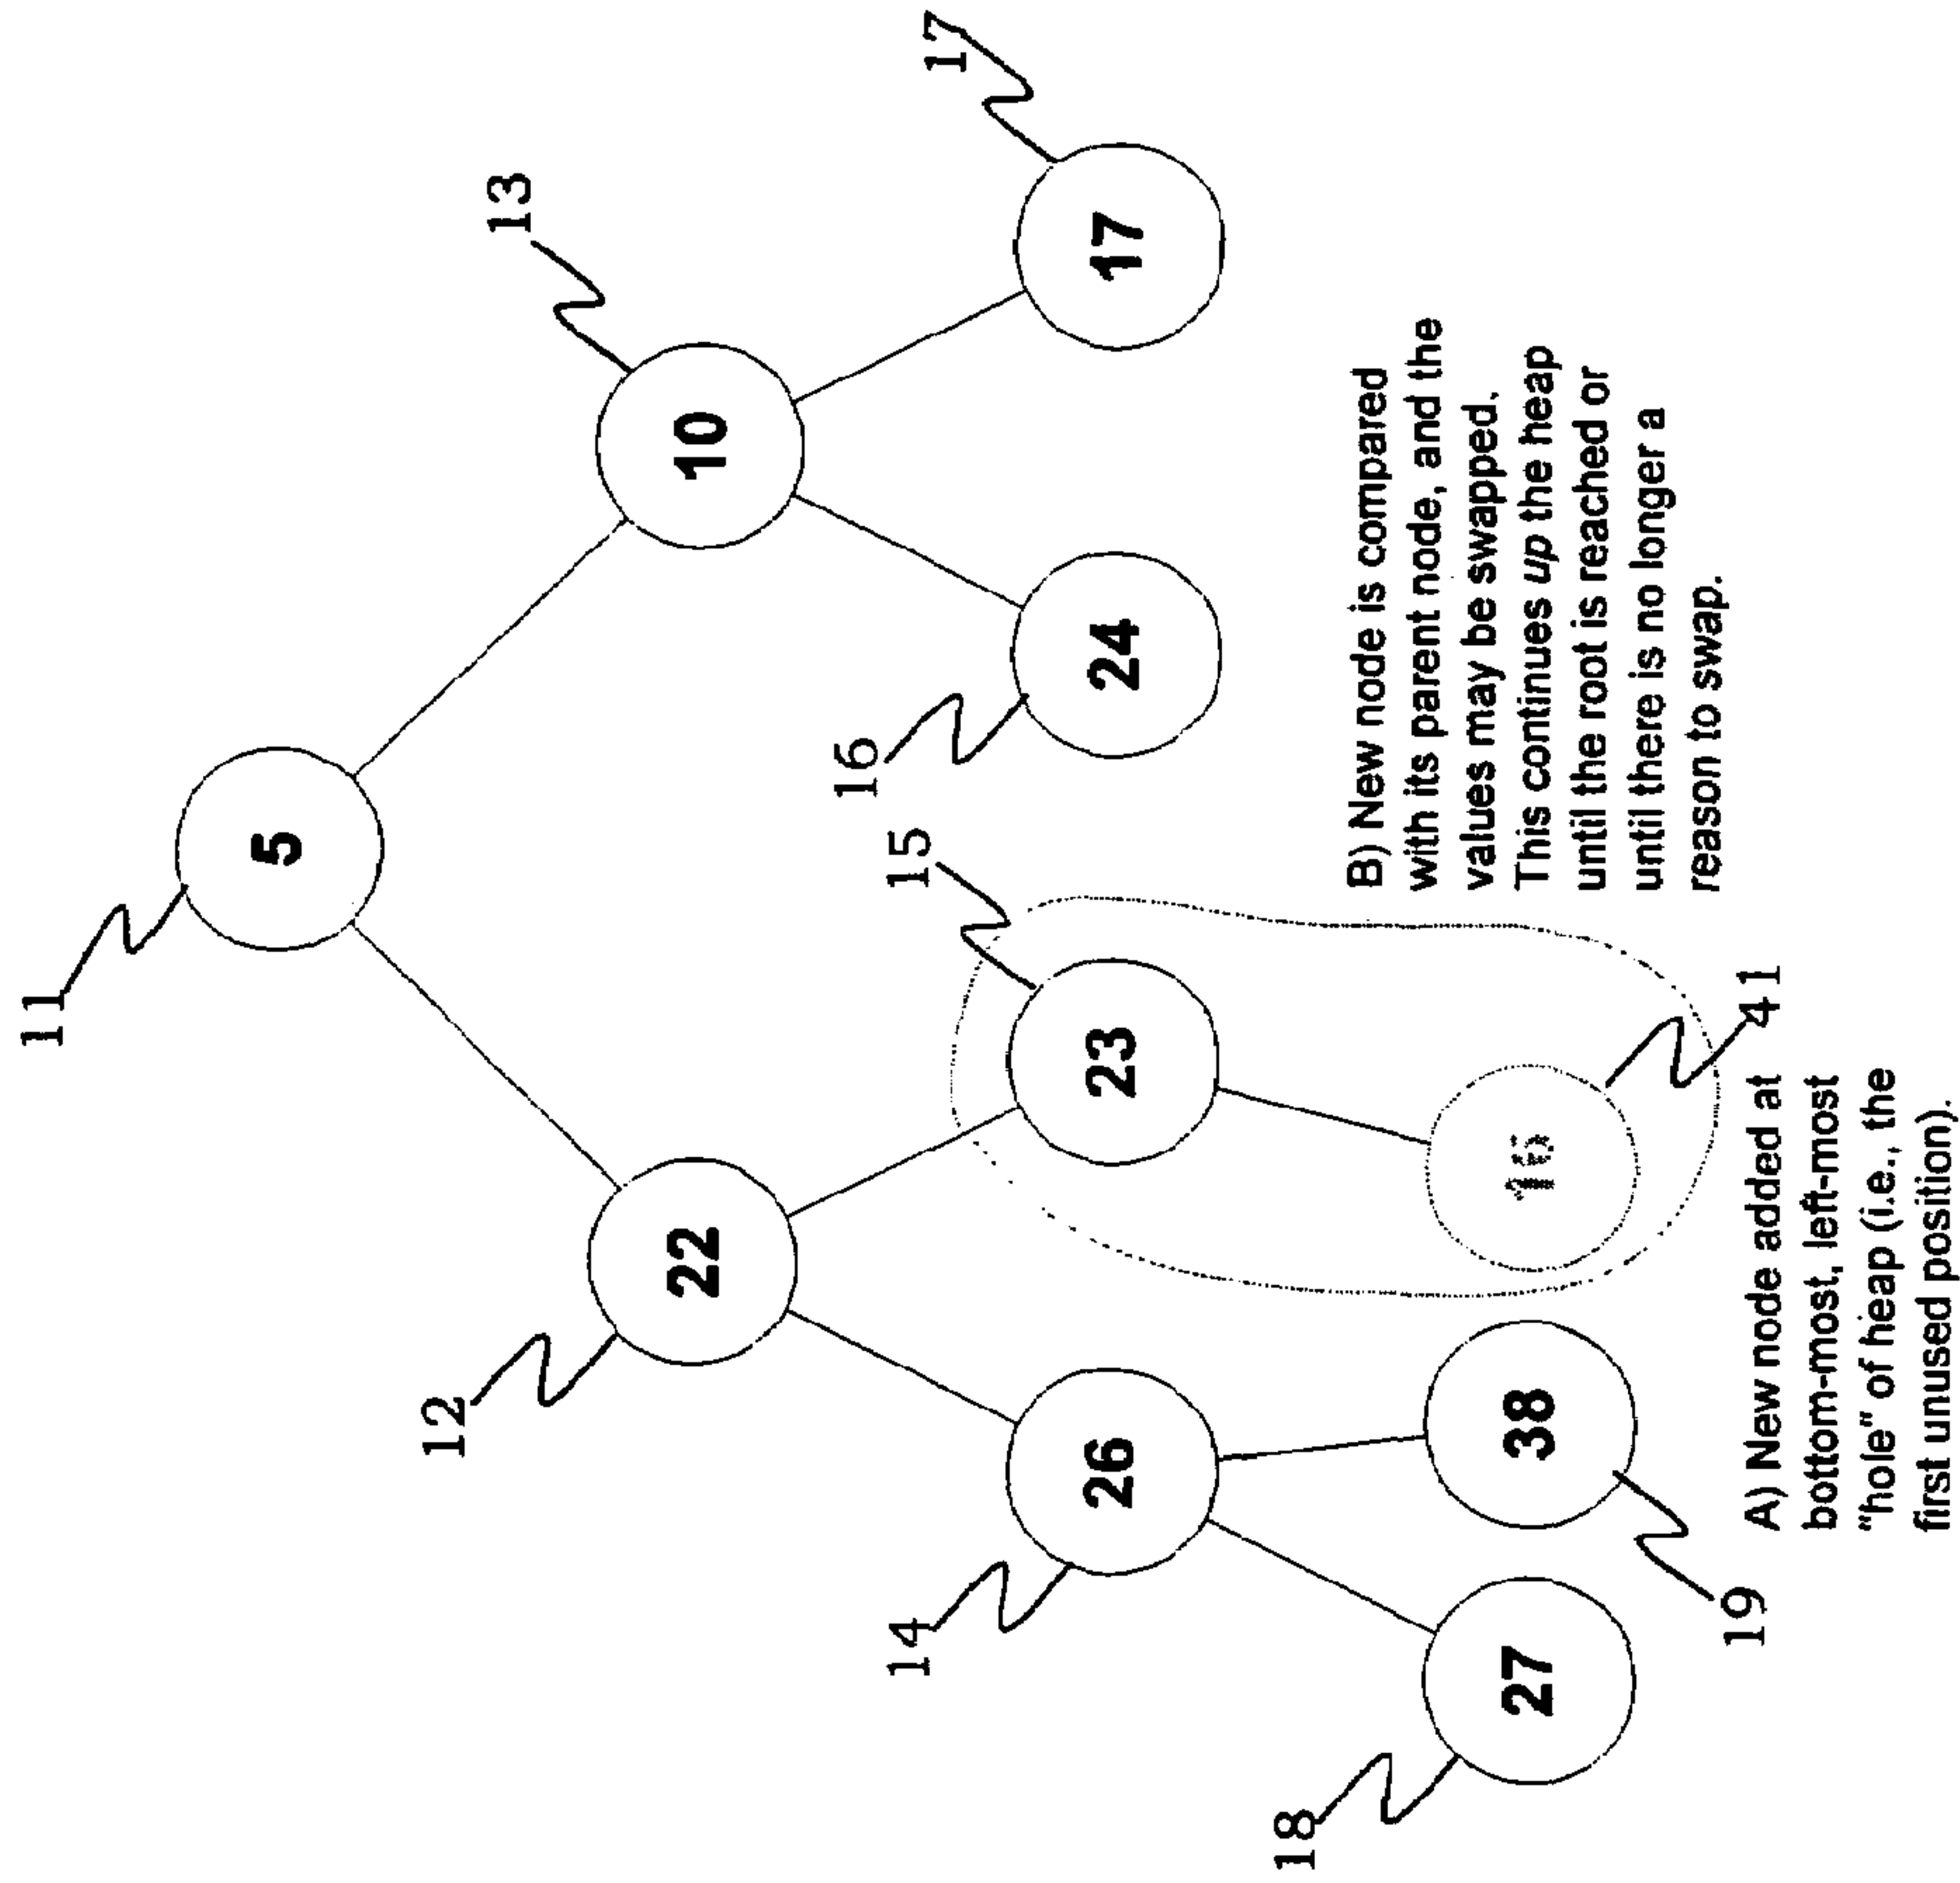 11
5
12
13
22
10
14
15
16
17
26
23
24
17
18
27
38
19
41
A) New node added at
bottom-most, left-most
"hole" of heap (i.e., the
first unused position).
B) New node is compared
with its parent node, and the
values may be swapped.
This continues up the heap
until the root is reached or
until there is no longer a
reason to swap.